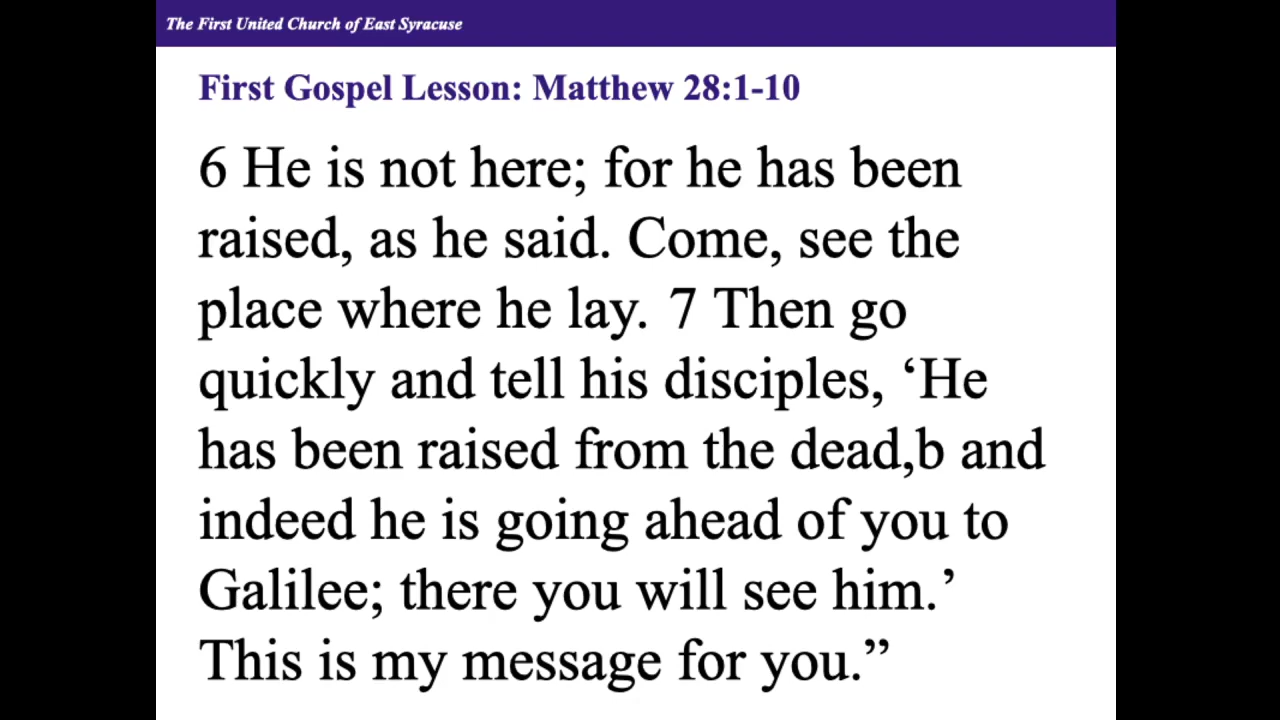 The First United Church of East Syracuse
First Gospel Lesson: Matthew 28:1-10
6 He is not here; for he has been
raised, as he said. Come, see the
place where he lay. 7 Then go
quickly and tell his disciples, ‘He
has been raised from the dead,b and
indeed he is going ahead of you to
Galilee; there you will see him.’
This is my message for you.”